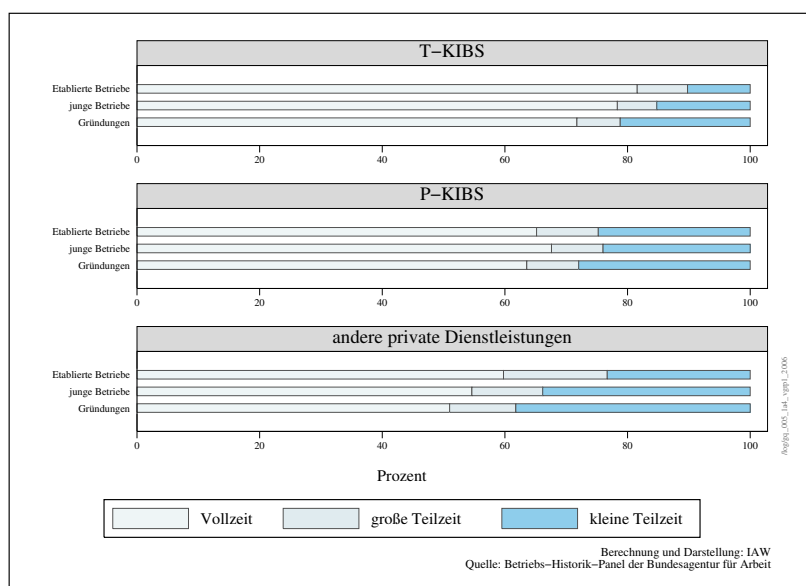 T−KIBS
Etablierte Betriebe
junge Betriebe
Gründungen
0 20 40 60 80 100
P−KIBS
Etablierte Betriebe
junge Betriebe
Gründungen
0 20 40 60 80 100
andere private Dienstleistungen
Etablierte Betriebe
junge Betriebe
Gründungen
0 20 40 60 80 100
Prozent
Vollzeit große Teilzeit kleine Teilzeit
Berechnung und Darstellung: IAW
Quelle: Betriebs−Historik−Panel der Bundesagentur für Arbeit